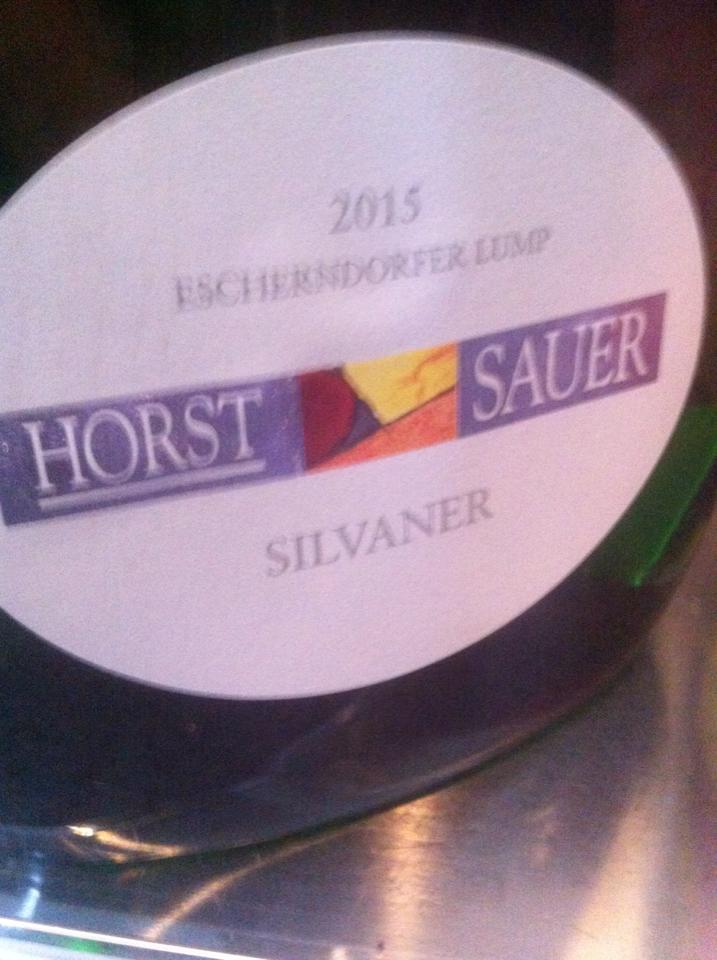 2015
ESCHERNDORFER LUMP
HORST SAUER
SILVANER